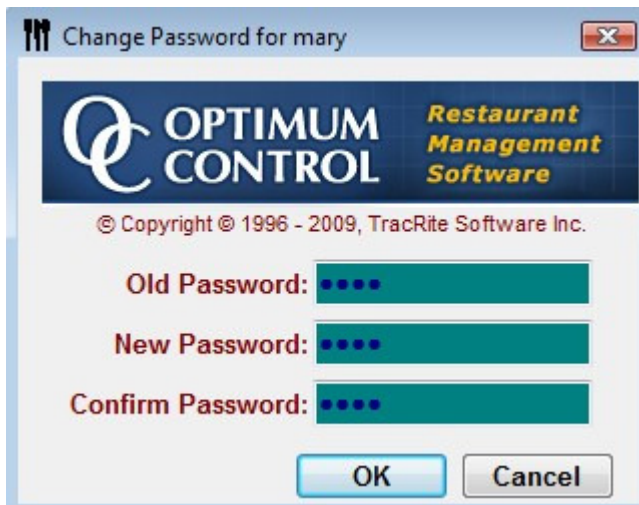 Change Password for mary
OC OPTIMUM CONTROL
Restaurant Management Software
© Copyright © 1996 - 2009, TracRite Software Inc.
Old Password: ••••
New Password: ••••
Confirm Password: ••••
OK Cancel